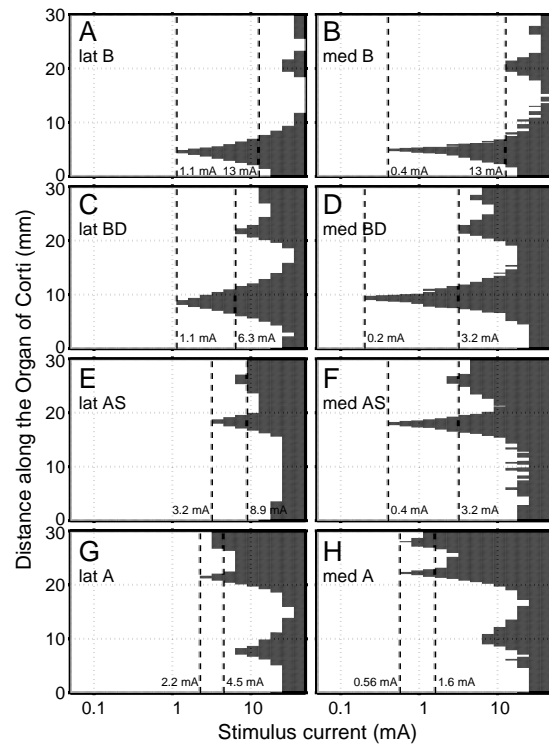 A
lat B
30
20
10
0
1.1 mA 13 mA
B
med B
0.4 mA 13 mA
C
lat BD
30
20
10
0
1.1 mA 6.3 mA
D
med BD
0.2 mA 3.2 mA
E
lat AS
30
20
10
0
3.2 mA 8.9 mA
F
med AS
0.4 mA 3.2 mA
G
lat A
30
20
10
0
2.2 mA 4.5 mA
H
med A
0.56 mA 1.6 mA
0.1 1 10
0.1 1 10
Distance along the Organ of Corti (mm)
Stimulus current (mA)